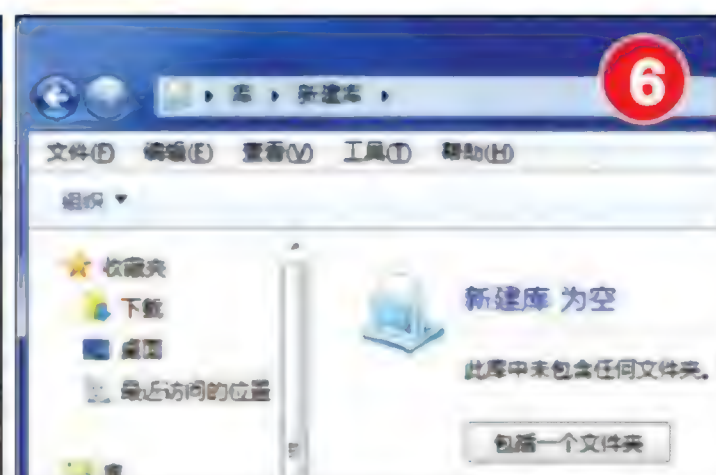 6
库 ▸ 新建库 ▸
文件(F) 编辑(E) 查看(V) 工具(T) 帮助(H)
组织 ▼
收藏夹
下载
桌面
最近访问的位置
库
新建库 为空
此库中未包含任何文件夹。
包括一个文件夹